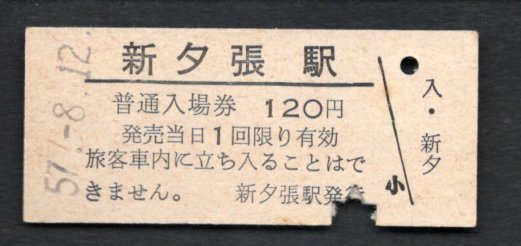 57.-8.12.
新夕張駅
普通入場券 120円
発売当日1回限り有効
旅客車内に立ち入ることはで
きません。 新夕張駅発行
入・新夕
小